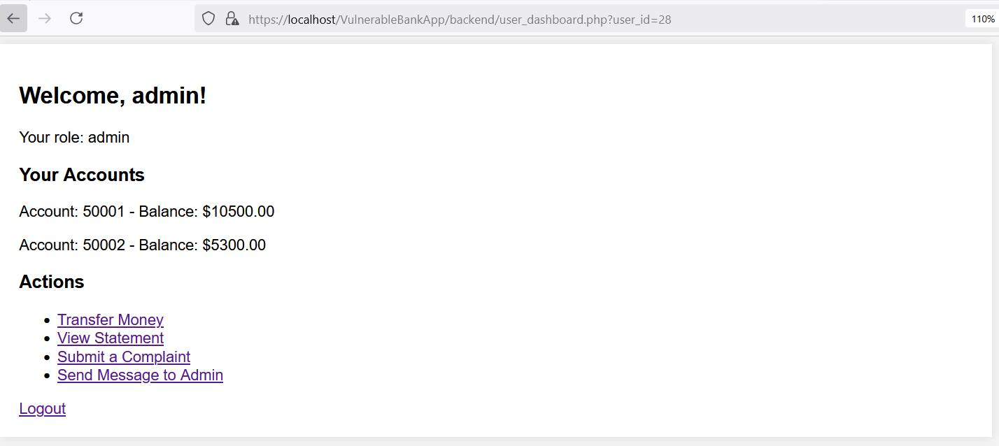 https://localhost/VulnerableBankApp/backend/user_dashboard.php?user_id=28
110%
Welcome, admin!
Your role: admin
Your Accounts
Account: 50001 - Balance: $10500.00
Account: 50002 - Balance: $5300.00
Actions
Transfer Money
View Statement
Submit a Complaint
Send Message to Admin
Logout